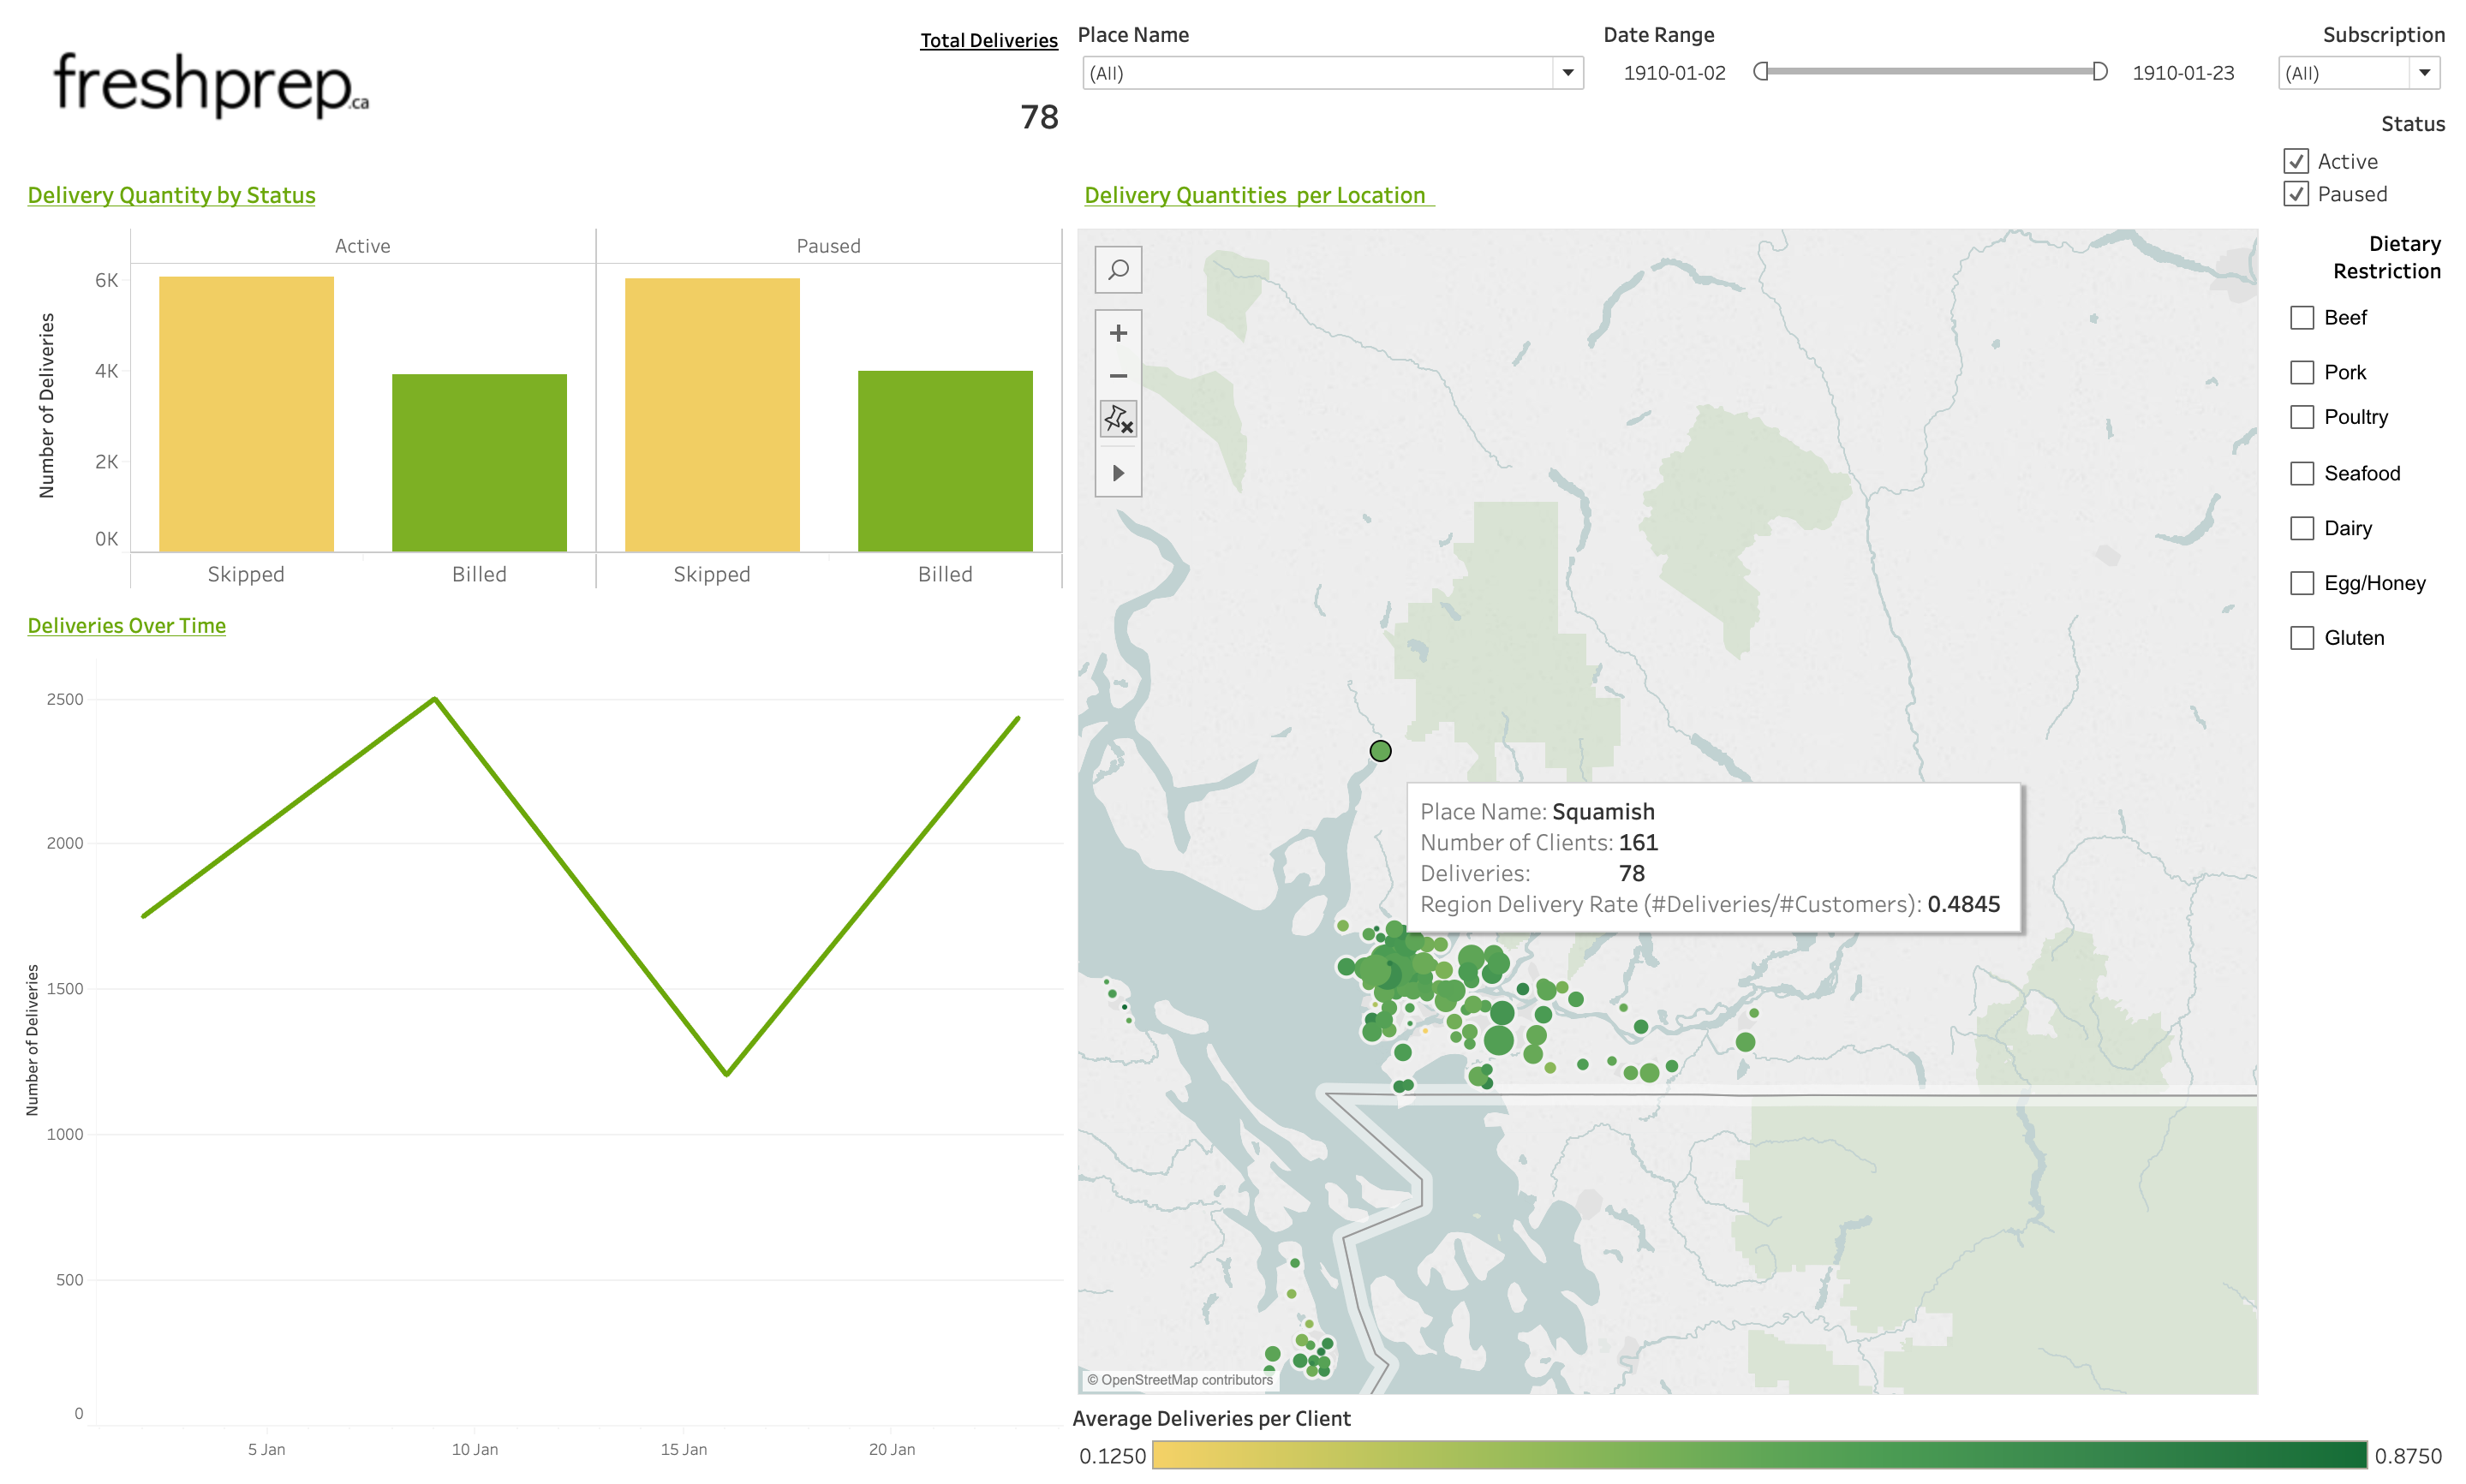 freshprep.ca
Total Deliveries
78
Place Name
(All)
Date Range
1910-01-02
1910-01-23
Subscription
(All)
Status
Active
Paused
Dietary
Restriction
Beef
Pork
Poultry
Seafood
Dairy
Egg/Honey
Gluten
Delivery Quantity by Status
Active
Paused
Number of Deliveries
6K
4K
2K
0K
Skipped
Billed
Skipped
Billed
Deliveries Over Time
Number of Deliveries
2500
2000
1500
1000
500
0
5 Jan
10 Jan
15 Jan
20 Jan
Delivery Quantities per Location
Place Name: Squamish
Number of Clients: 161
Deliveries: 78
Region Delivery Rate (#Deliveries/#Customers): 0.4845
© OpenStreetMap contributors
Average Deliveries per Client
0.1250
0.8750